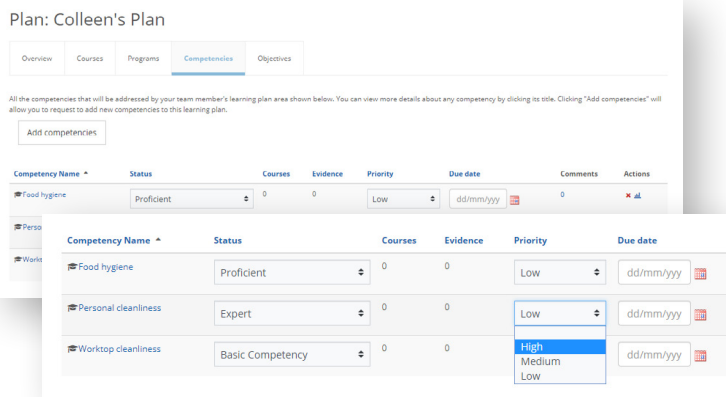 Plan: Colleen's Plan
Overview Courses Programs Competencies Objectives
All the competencies that will be addressed by your team member's learning plan area shown below. You can view more details about any competency by clicking its title. Clicking "Add competencies" will
allow you to request to add new competencies to this learning plan.
Add competencies
Competency Name Status Courses Evidence Priority Due date Comments Actions
Food hygiene Proficient 0 0 Low dd/mm/yyy 0
Perso
Works
Competency Name Status Courses Evidence Priority Due date
Food hygiene Proficient 0 0 Low dd/mm/yyy
Personal cleanliness Expert 0 0 Low dd/mm/yyy
High
Worktop cleanliness Basic Competency 0 0 Medium dd/mm/yyy
Low